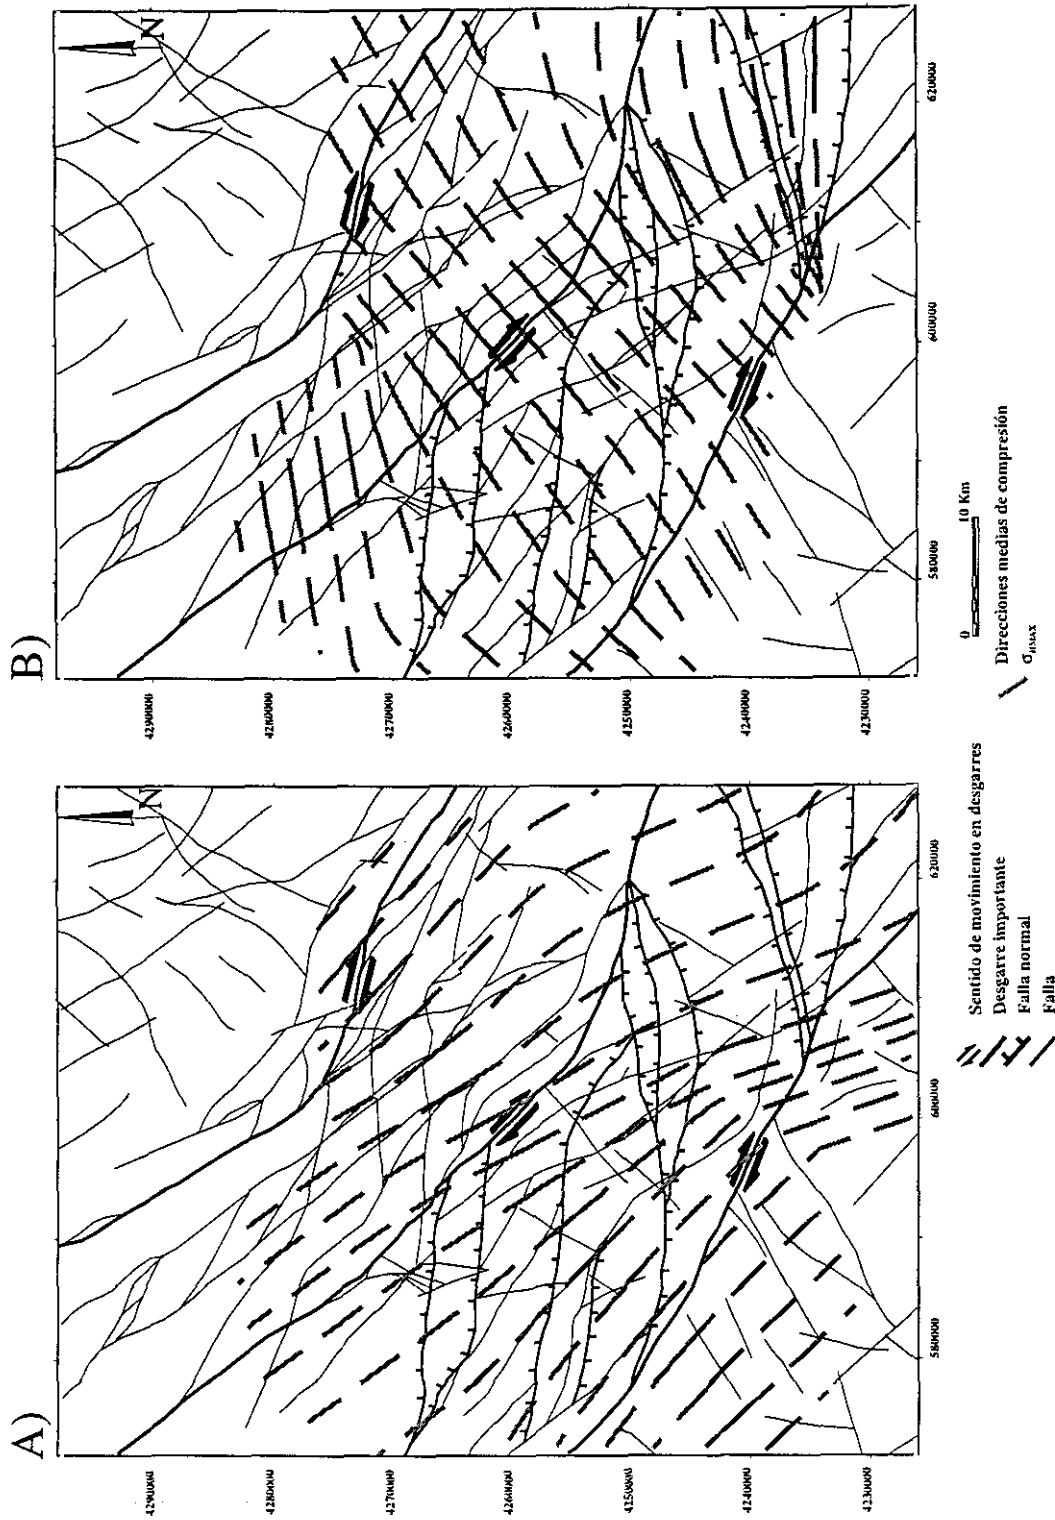 A)
N
4290000
4280000
4270000
4260000
4250000
4240000
4230000
580000
600000
620000
B)
N
4290000
4280000
4270000
4260000
4250000
4240000
4230000
580000
600000
620000
Sentido de movimiento en desgarres
Desgarre importante
Falla normal
Falla
0 10 Km
Direcciones medias de compresión
σHMAX